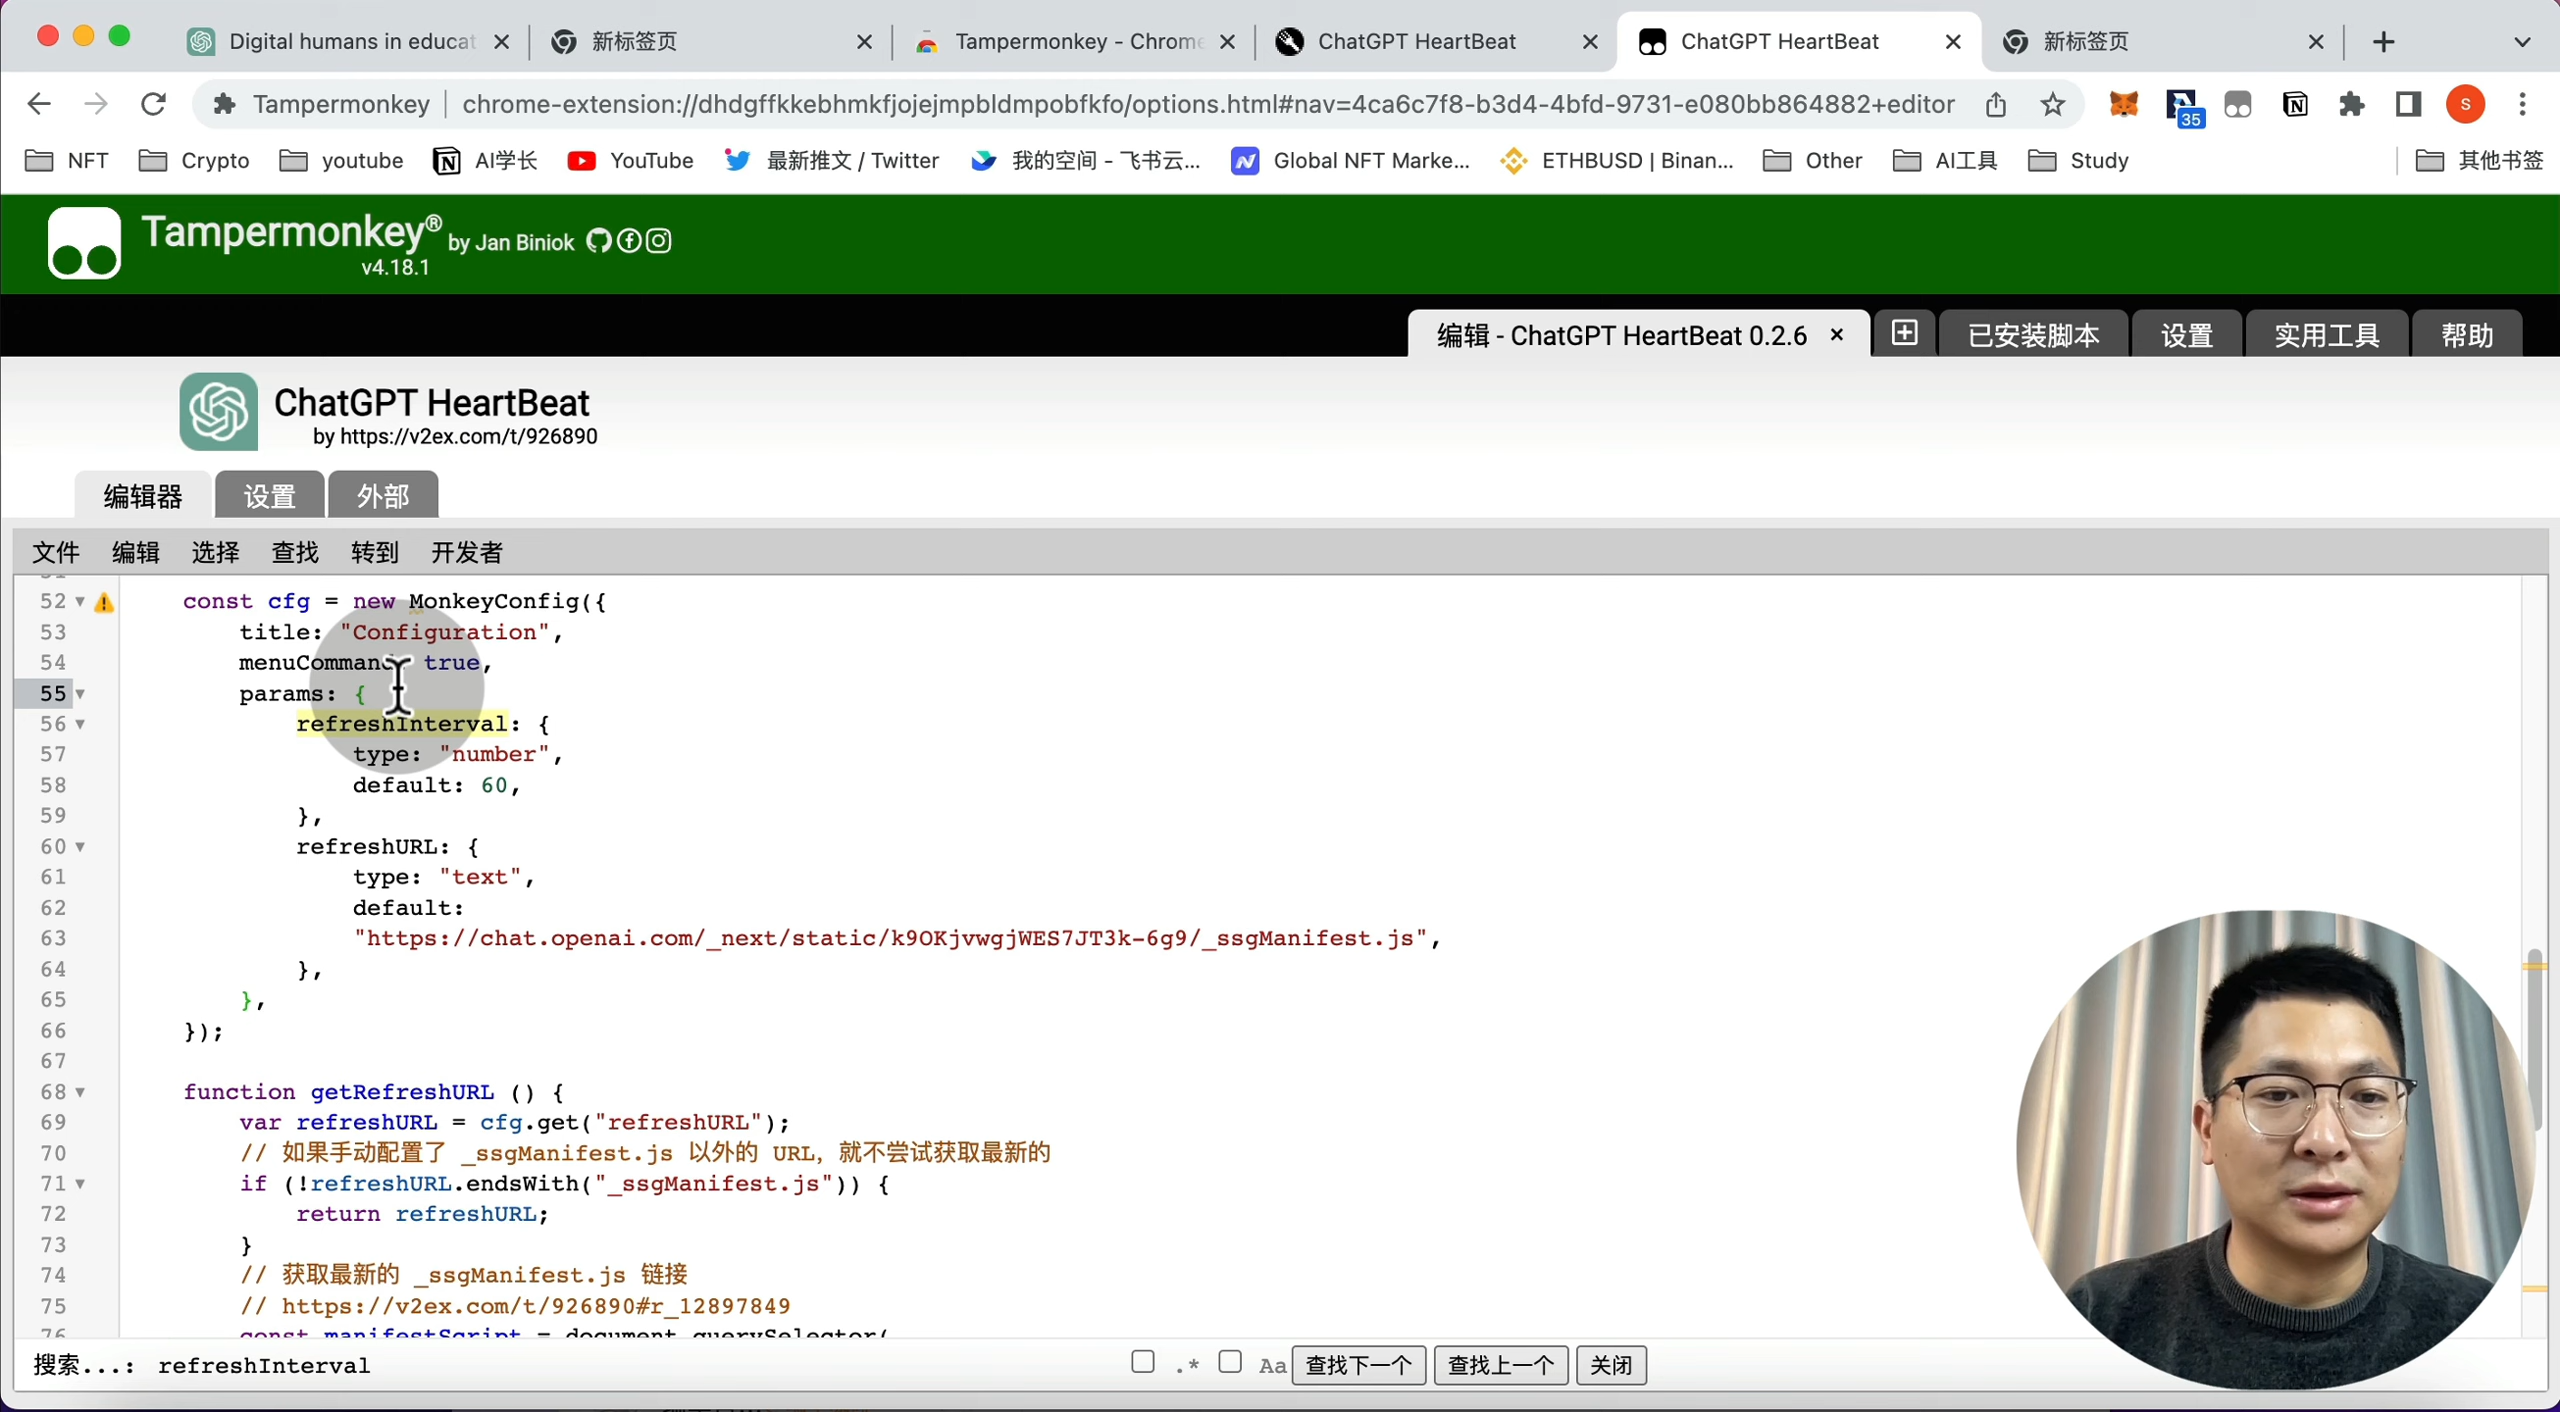 Digital humans in educat
新标签页
Tampermonkey - Chrome
ChatGPT HeartBeat
ChatGPT HeartBeat
新标签页
Tampermonkey
chrome-extension://dhdgffkkebhmkfjojejmpbldmpobfkfo/options.html#nav=4ca6c7f8-b3d4-4bfd-9731-e080bb864882+editor
35
S
NFT
Crypto
youtube
AI学长
YouTube
最新推文 / Twitter
我的空间 - 飞书云...
Global NFT Marke...
ETHBUSD | Binan...
Other
AI工具
Study
其他书签
Tampermonkey® by Jan Biniok
v4.18.1
编辑 - ChatGPT HeartBeat 0.2.6
已安装脚本
设置
实用工具
帮助
ChatGPT HeartBeat
by https://v2ex.com/t/926890
编辑器
设置
外部
文件 编辑 选择 查找 转到 开发者
51
52 const cfg = new MonkeyConfig({
53 title: "Configuration",
54 menuCommand: true,
55 params: {
56 refreshInterval: {
57 type: "number",
58 default: 60,
59 },
60 refreshURL: {
61 type: "text",
62 default:
63 "https://chat.openai.com/_next/static/k9OKjvwgjWES7JT3k-6g9/_ssgManifest.js",
64 },
65 },
66 });
67
68 function getRefreshURL () {
69 var refreshURL = cfg.get("refreshURL");
70 // 如果手动配置了 _ssgManifest.js 以外的 URL，就不尝试获取最新的
71 if (!refreshURL.endsWith("_ssgManifest.js")) {
72 return refreshURL;
73 }
74 // 获取最新的 _ssgManifest.js 链接
75 // https://v2ex.com/t/926890#r_12897849
76 const manifestScript = document.querySelector(
搜索...: refreshInterval
.* Aa 查找下一个 查找上一个 关闭